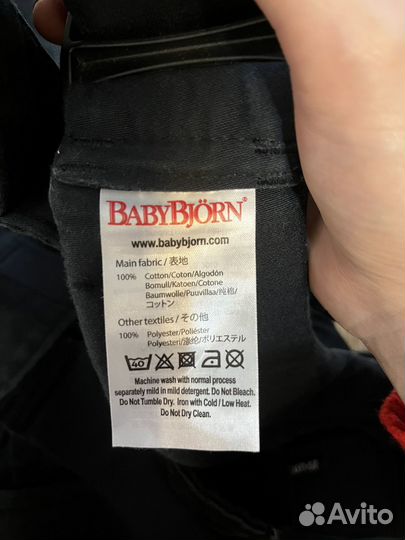 BABYBJÖRN®
www.babybjorn.com
Main fabric / 表地
100% Cotton/Coton/Algodón
Bomull/Katoen/Cotone
Baumwolle/Puuvillaa/纯棉/
コットン
Other textiles / その他
100% Polyester/Poliéster
Polyesteri/涤纶/ポリエステル
40
Machine wash with normal process
separately mild in mild detergent. Do Not Bleach.
Do Not Tumble Dry. Iron with Cold / Low Heat.
Do Not Dry Clean.
Avito